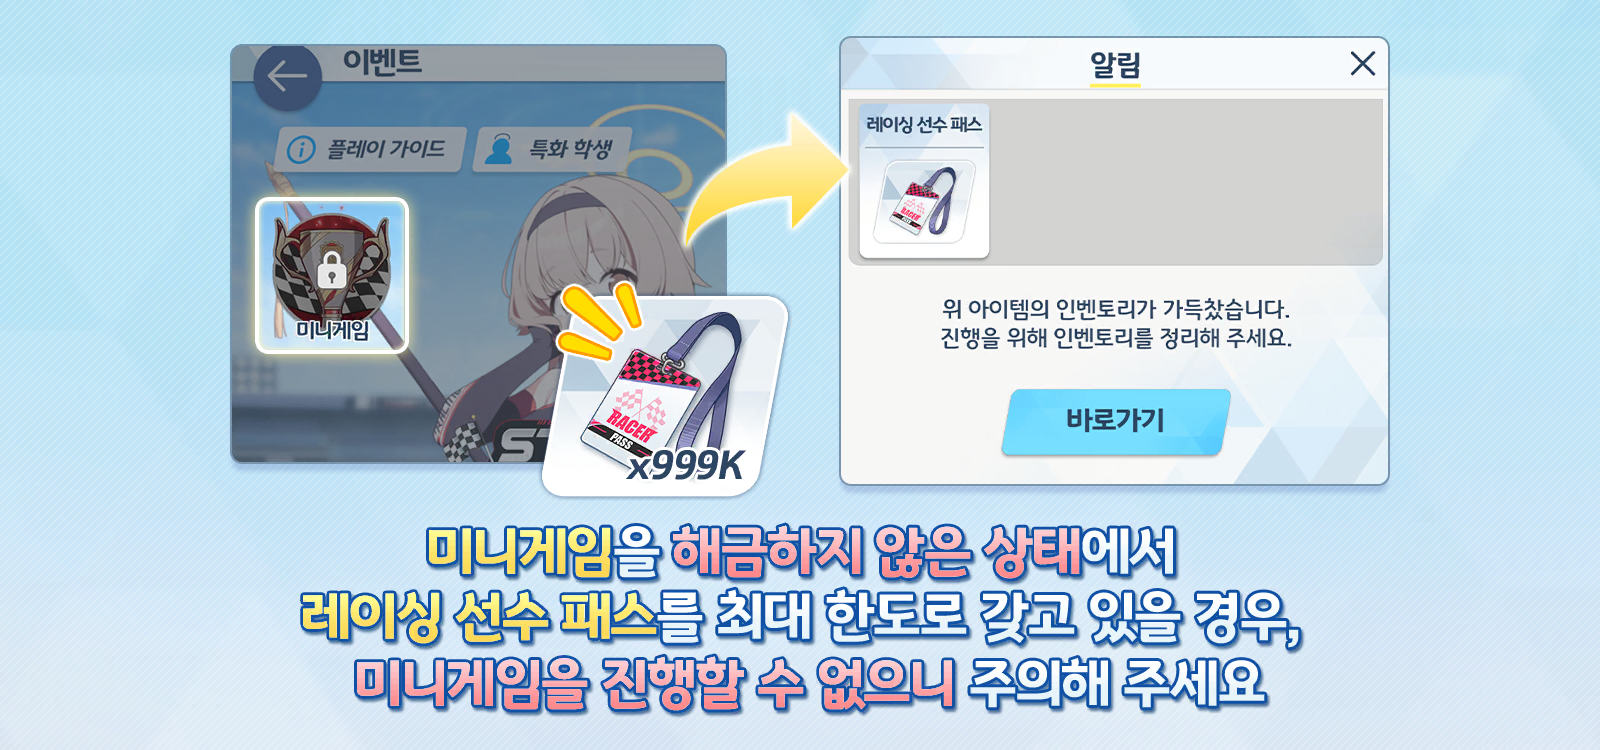 이벤트
플레이 가이드
특화 학생
미니게임
RACER
PASS
x999K
알림
레이싱 선수 패스
RACER
PASS
위 아이템의 인벤토리가 가득찼습니다.
진행을 위해 인벤토리를 정리해 주세요.
바로가기
미니게임을 해금하지 않은 상태에서
레이싱 선수 패스를 최대 한도로 갖고 있을 경우,
미니게임을 진행할 수 없으니 주의해 주세요